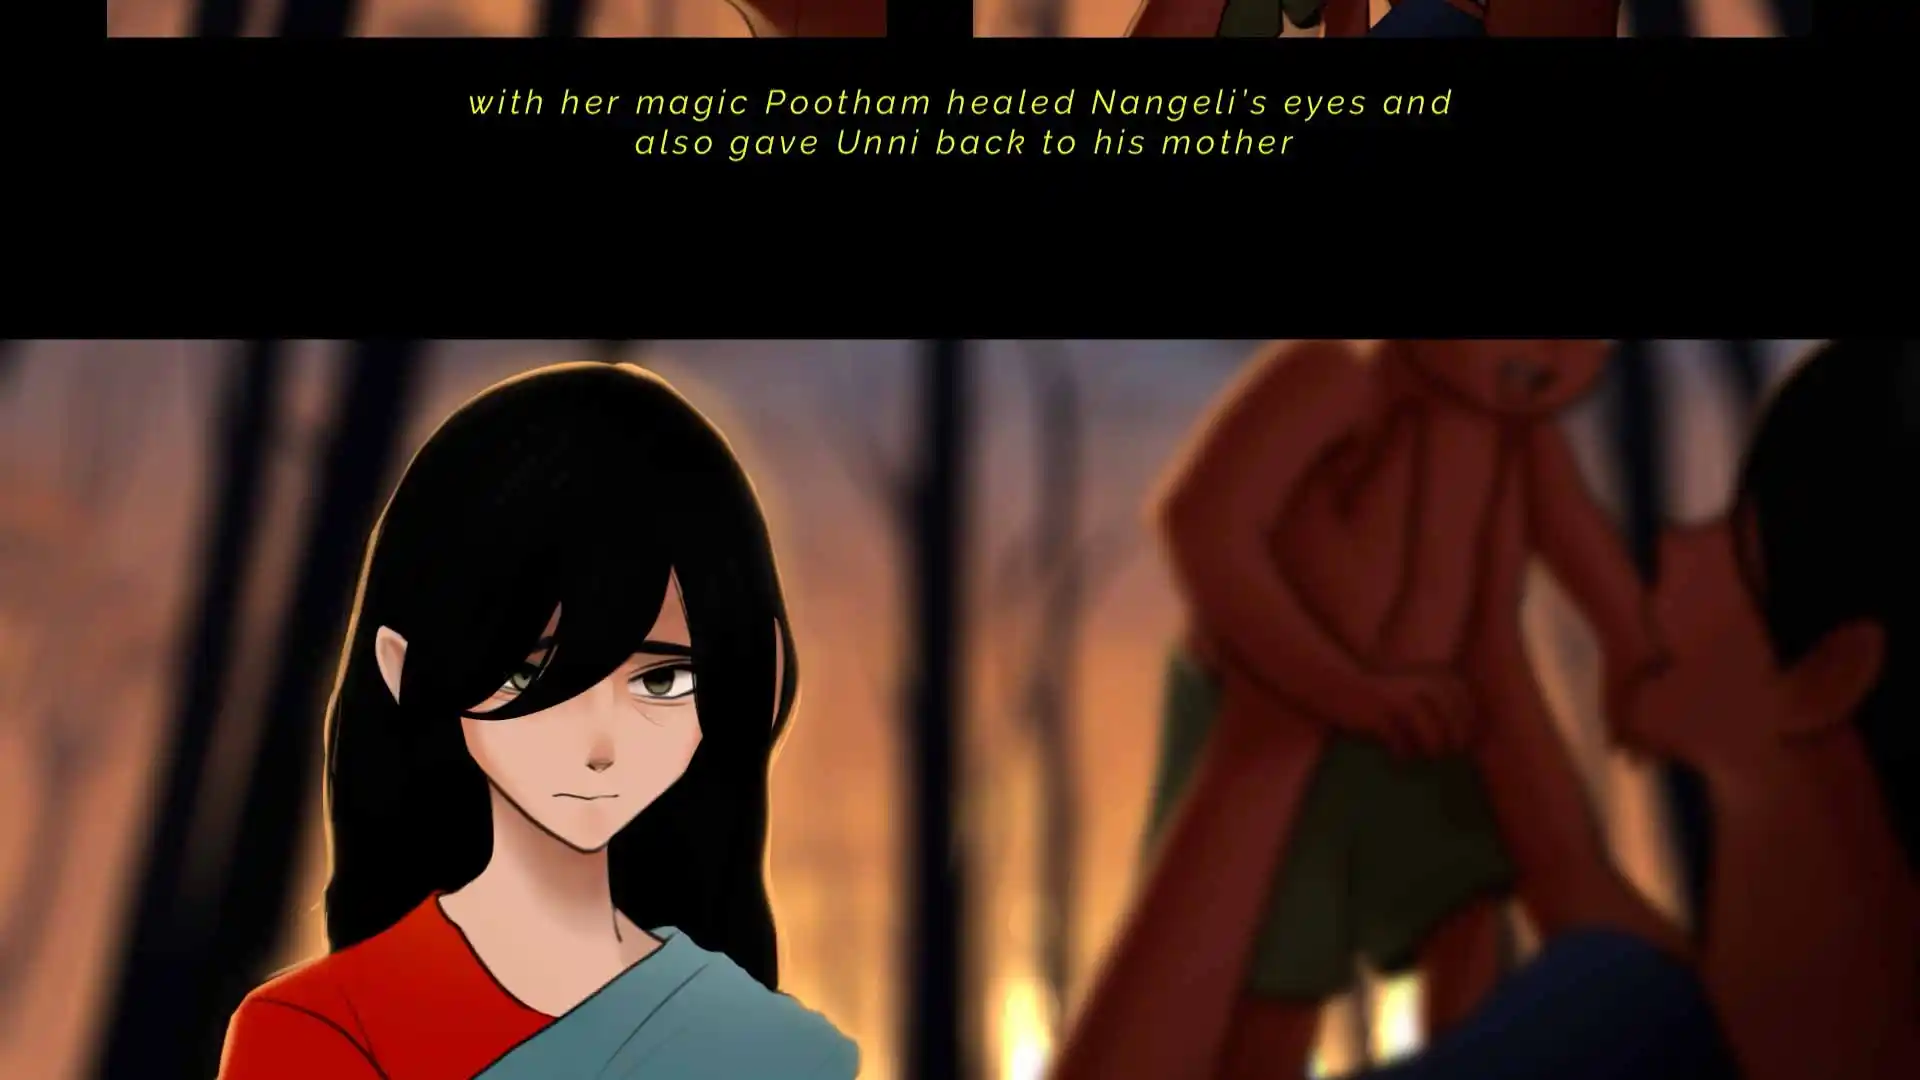 with her magic Pootham healed Nangeli's eyes and
also gave Unni back to his mother